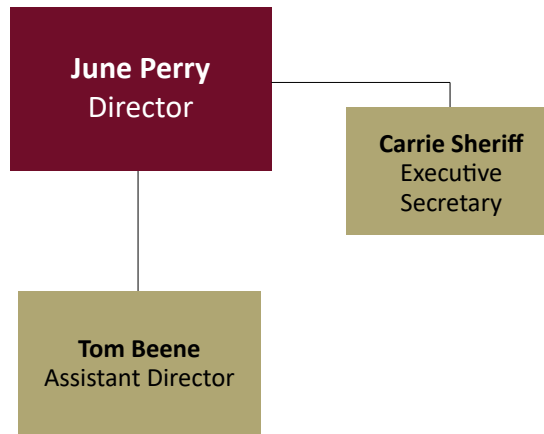 June Perry
Director
Carrie Sheriff
Executive
Secretary
Tom Beene
Assistant Director